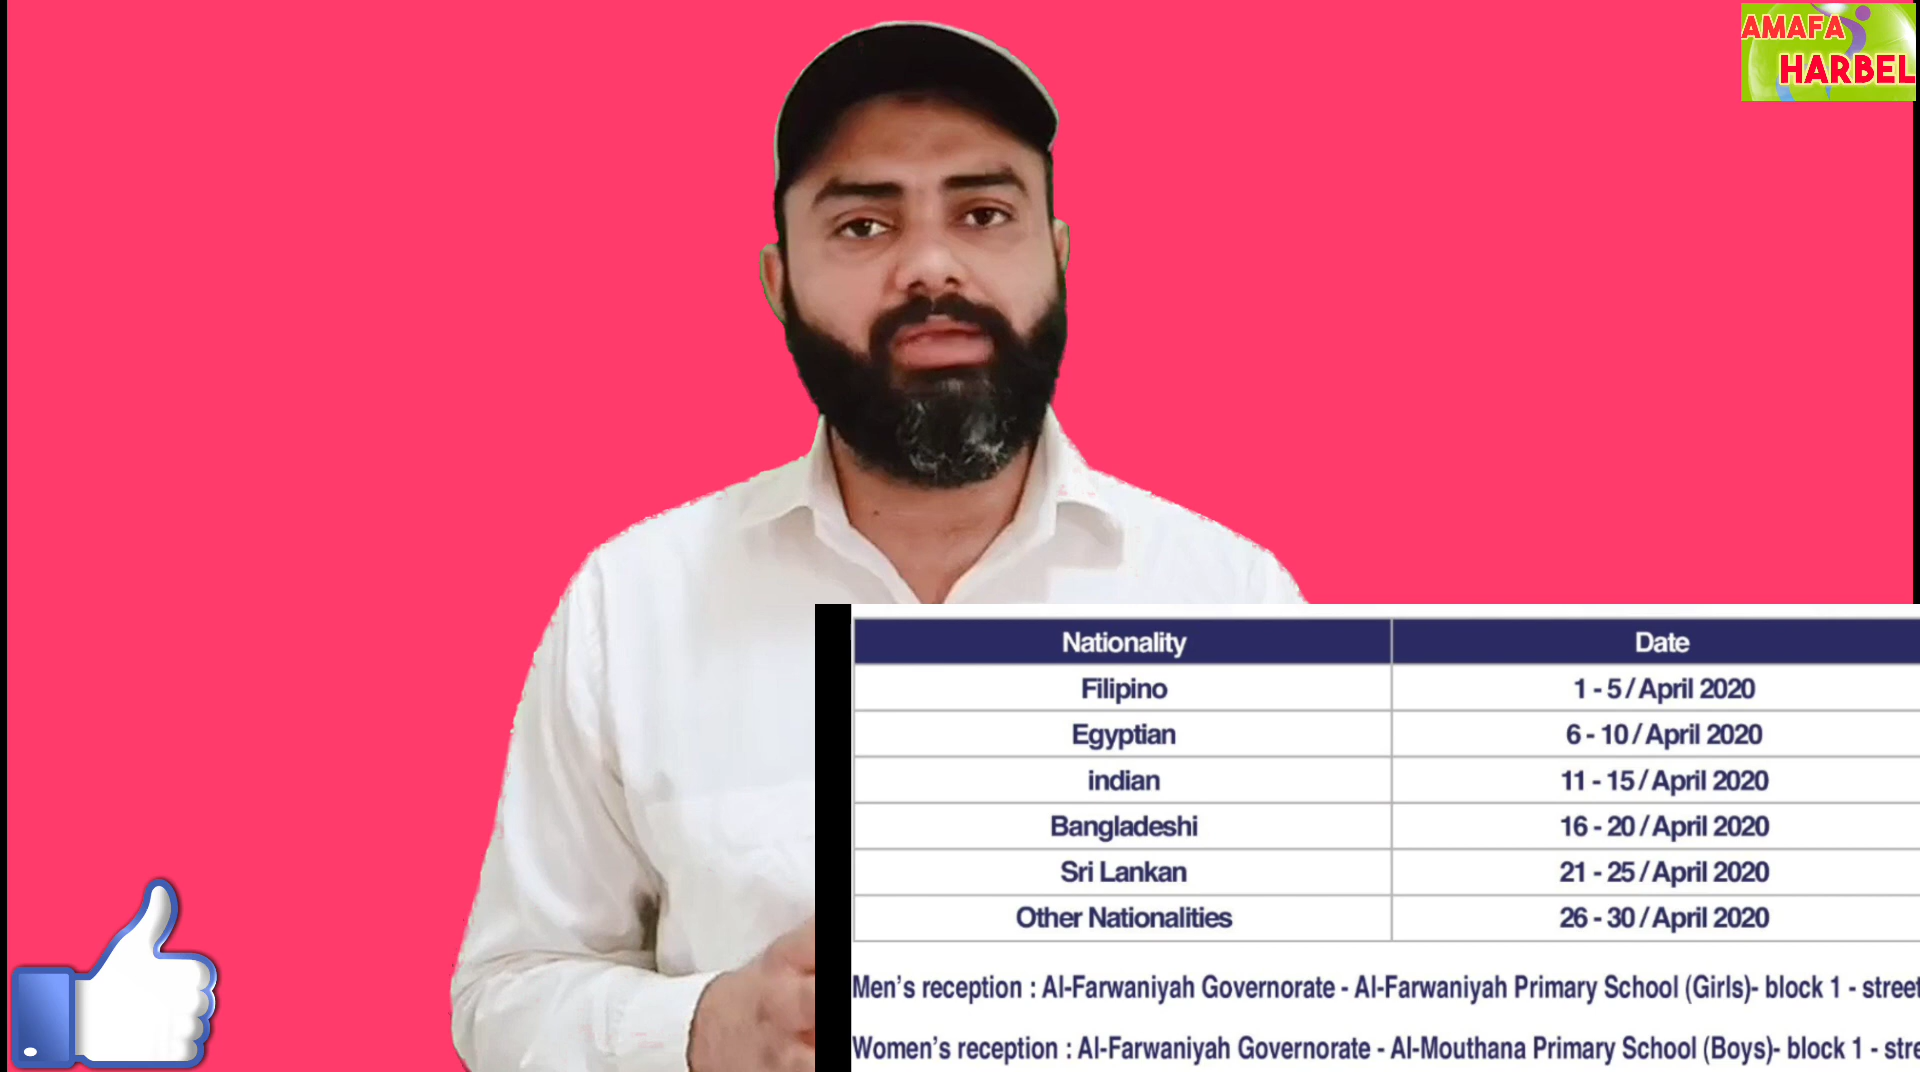 AMAFA
HARBEL
Nationality Date
Filipino 1 - 5 / April 2020
Egyptian 6 - 10 / April 2020
indian 11 - 15 / April 2020
Bangladeshi 16 - 20 / April 2020
Sri Lankan 21 - 25 / April 2020
Other Nationalities 26 - 30 / April 2020
Men's reception : Al-Farwaniyah Governorate - Al-Farwaniyah Primary School (Girls)- block 1 - street
Women's reception : Al-Farwaniyah Governorate - Al-Mouthana Primary School (Boys)- block 1 -